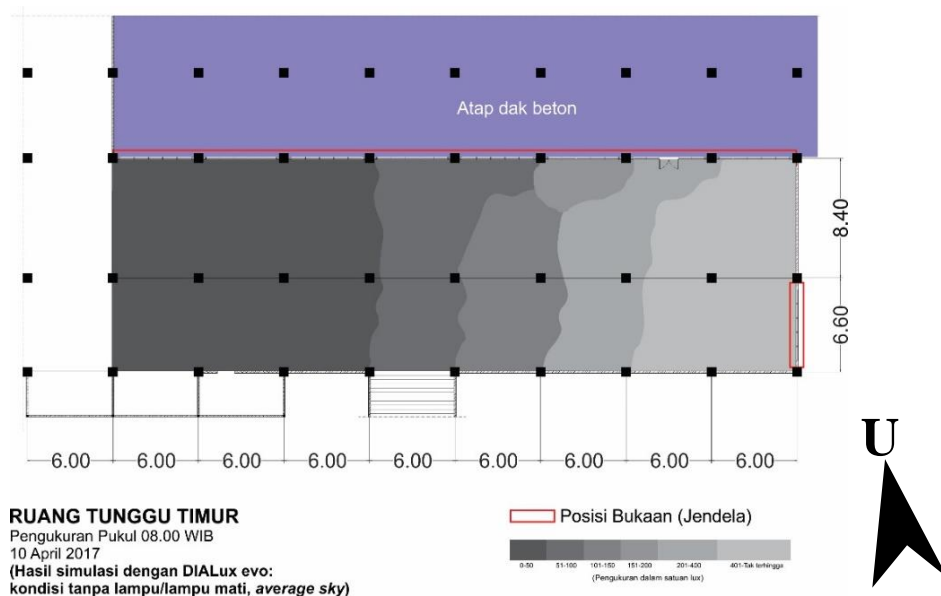 Atap dak beton
8.40
6.60
6.00 6.00 6.00 6.00 6.00 6.00 6.00 6.00 6.00
U
RUANG TUNGGU TIMUR
Pengukuran Pukul 08.00 WIB
10 April 2017
(Hasil simulasi dengan DIALux evo:
kondisi tanpa lampu/lampu mati, average sky)
Posisi Bukaan (Jendela)
0-50 51-100 101-150 151-200 201-400 401-Tak terhingga
(Pengukuran dalam satuan lux)